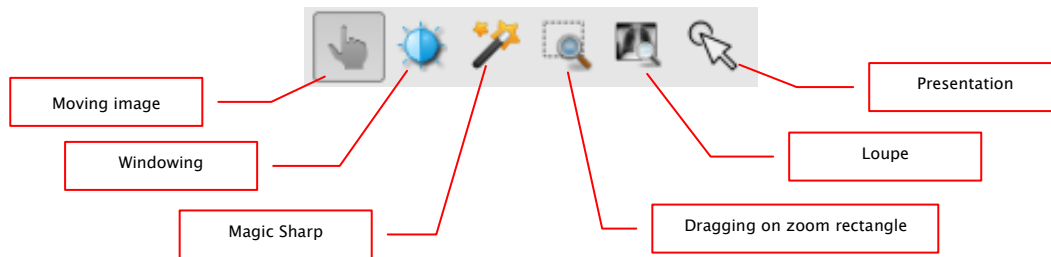 Moving image
Presentation
Windowing
Loupe
Magic Sharp
Dragging on zoom rectangle